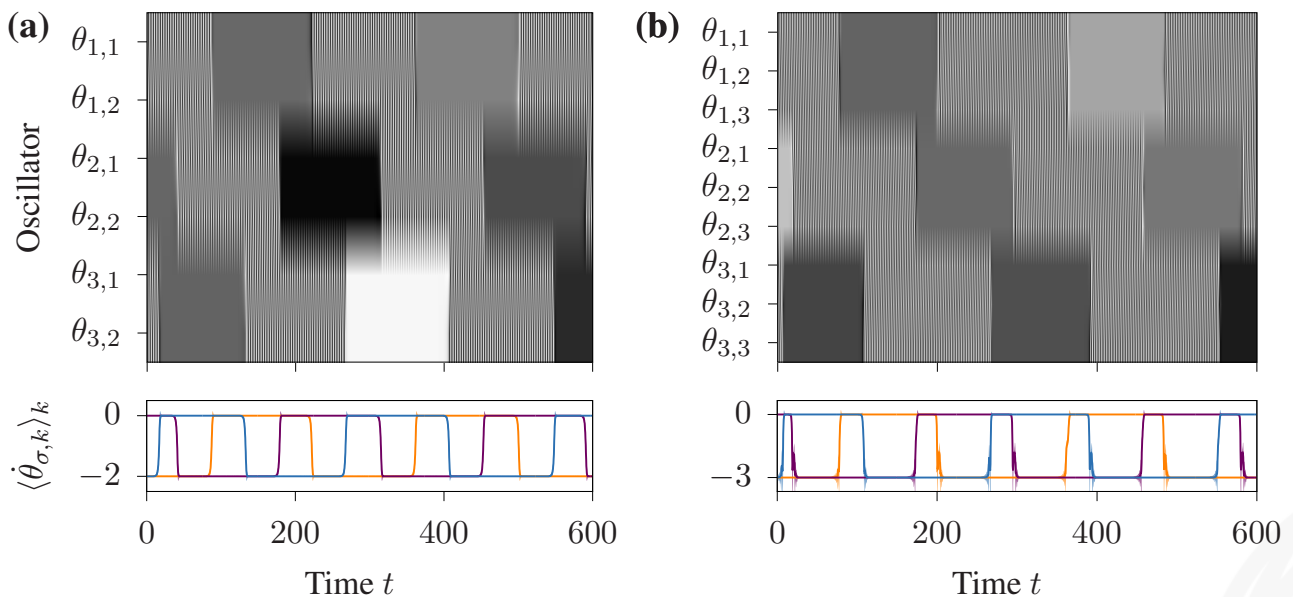 (a)
Oscillator
θ1,1
θ1,2
θ2,1
θ2,2
θ3,1
θ3,2
⟨θ̇σ,k⟩k
0
−2
0 200 400 600
Time t
(b)
θ1,1
θ1,2
θ1,3
θ2,1
θ2,2
θ2,3
θ3,1
θ3,2
θ3,3
0
−3
0 200 400 600
Time t